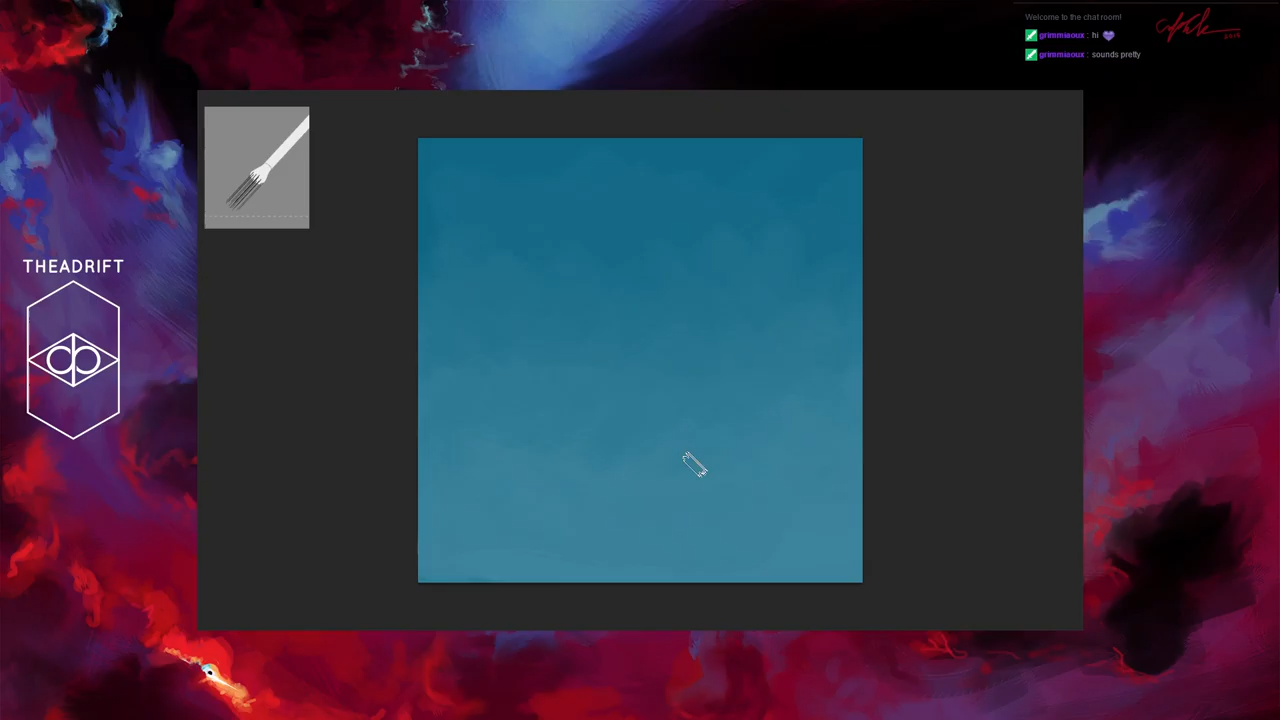 Welcome to the chat room!
grimmiaoux : hi 💜
grimmiaoux : sounds pretty
THEADRIFT